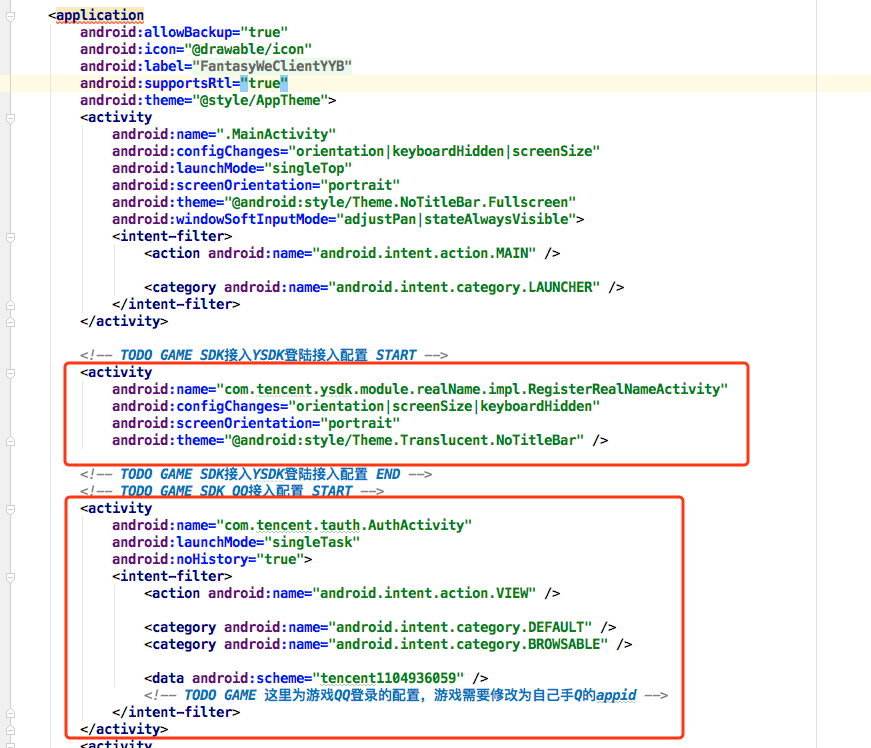 <application
android:allowBackup="true"
android:icon="@drawable/icon"
android:label="FantasyWeClientYYB"
android:supportsRtl="true"
android:theme="@style/AppTheme">
<activity
android:name=".MainActivity"
android:configChanges="orientation|keyboardHidden|screenSize"
android:launchMode="singleTop"
android:screenOrientation="portrait"
android:theme="@android:style/Theme.NoTitleBar.Fullscreen"
android:windowSoftInputMode="adjustPan|stateAlwaysVisible">
<intent-filter>
<action android:name="android.intent.action.MAIN" />
<category android:name="android.intent.category.LAUNCHER" />
</intent-filter>
</activity>
<!-- TODO GAME SDK接入YSDK登陆接入配置 START -->
<activity
android:name="com.tencent.ysdk.module.realName.impl.RegisterRealNameActivity"
android:configChanges="orientation|screenSize|keyboardHidden"
android:screenOrientation="portrait"
android:theme="@android:style/Theme.Translucent.NoTitleBar" />
<!-- TODO GAME SDK接入YSDK登陆接入配置 END -->
<!-- TODO GAME SDK QQ接入配置 START -->
<activity
android:name="com.tencent.tauth.AuthActivity"
android:launchMode="singleTask"
android:noHistory="true">
<intent-filter>
<action android:name="android.intent.action.VIEW" />
<category android:name="android.intent.category.DEFAULT" />
<category android:name="android.intent.category.BROWSABLE" />
<data android:scheme="tencent1104936059" />
<!-- TODO GAME 这里为游戏QQ登录的配置，游戏需要修改为自己手Q的appid -->
</intent-filter>
</activity>
<activity